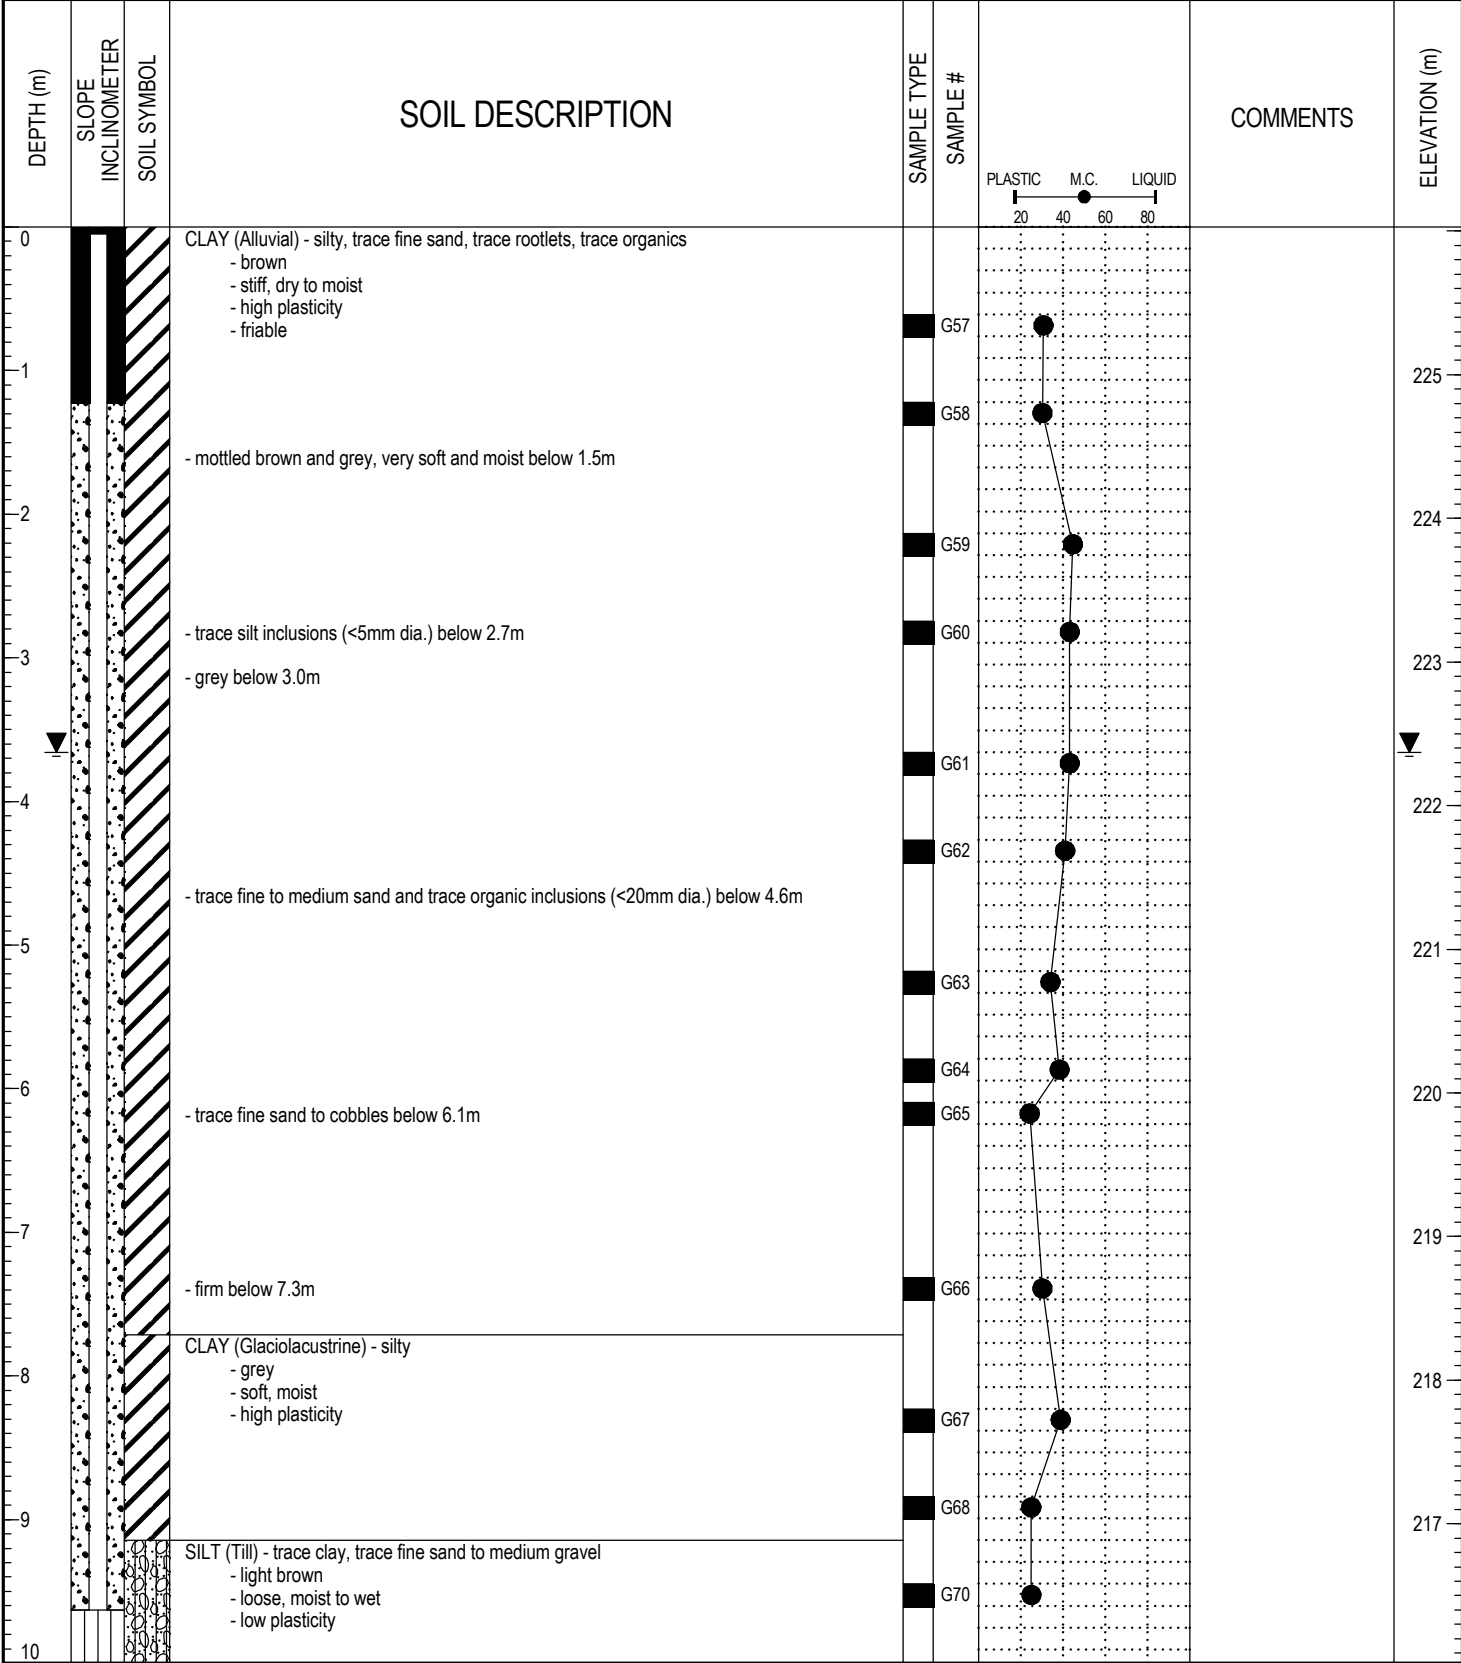 DEPTH (m)
SLOPE
INCLINOMETER
SOIL SYMBOL
SOIL DESCRIPTION
SAMPLE TYPE
SAMPLE #
PLASTIC M.C. LIQUID
20 40 60 80
COMMENTS
ELEVATION (m)
0
CLAY (Alluvial) - silty, trace fine sand, trace rootlets, trace organics
- brown
- stiff, dry to moist
- high plasticity
- friable
G57
1
225
G58
- mottled brown and grey, very soft and moist below 1.5m
2
224
G59
- trace silt inclusions (<5mm dia.) below 2.7m
G60
3
223
- grey below 3.0m
G61
4
222
G62
- trace fine to medium sand and trace organic inclusions (<20mm dia.) below 4.6m
5
221
G63
G64
6
220
- trace fine sand to cobbles below 6.1m
G65
7
219
- firm below 7.3m
G66
CLAY (Glaciolacustrine) - silty
- grey
- soft, moist
- high plasticity
8
218
G67
G68
9
217
SILT (Till) - trace clay, trace fine sand to medium gravel
- light brown
- loose, moist to wet
- low plasticity
G70
10